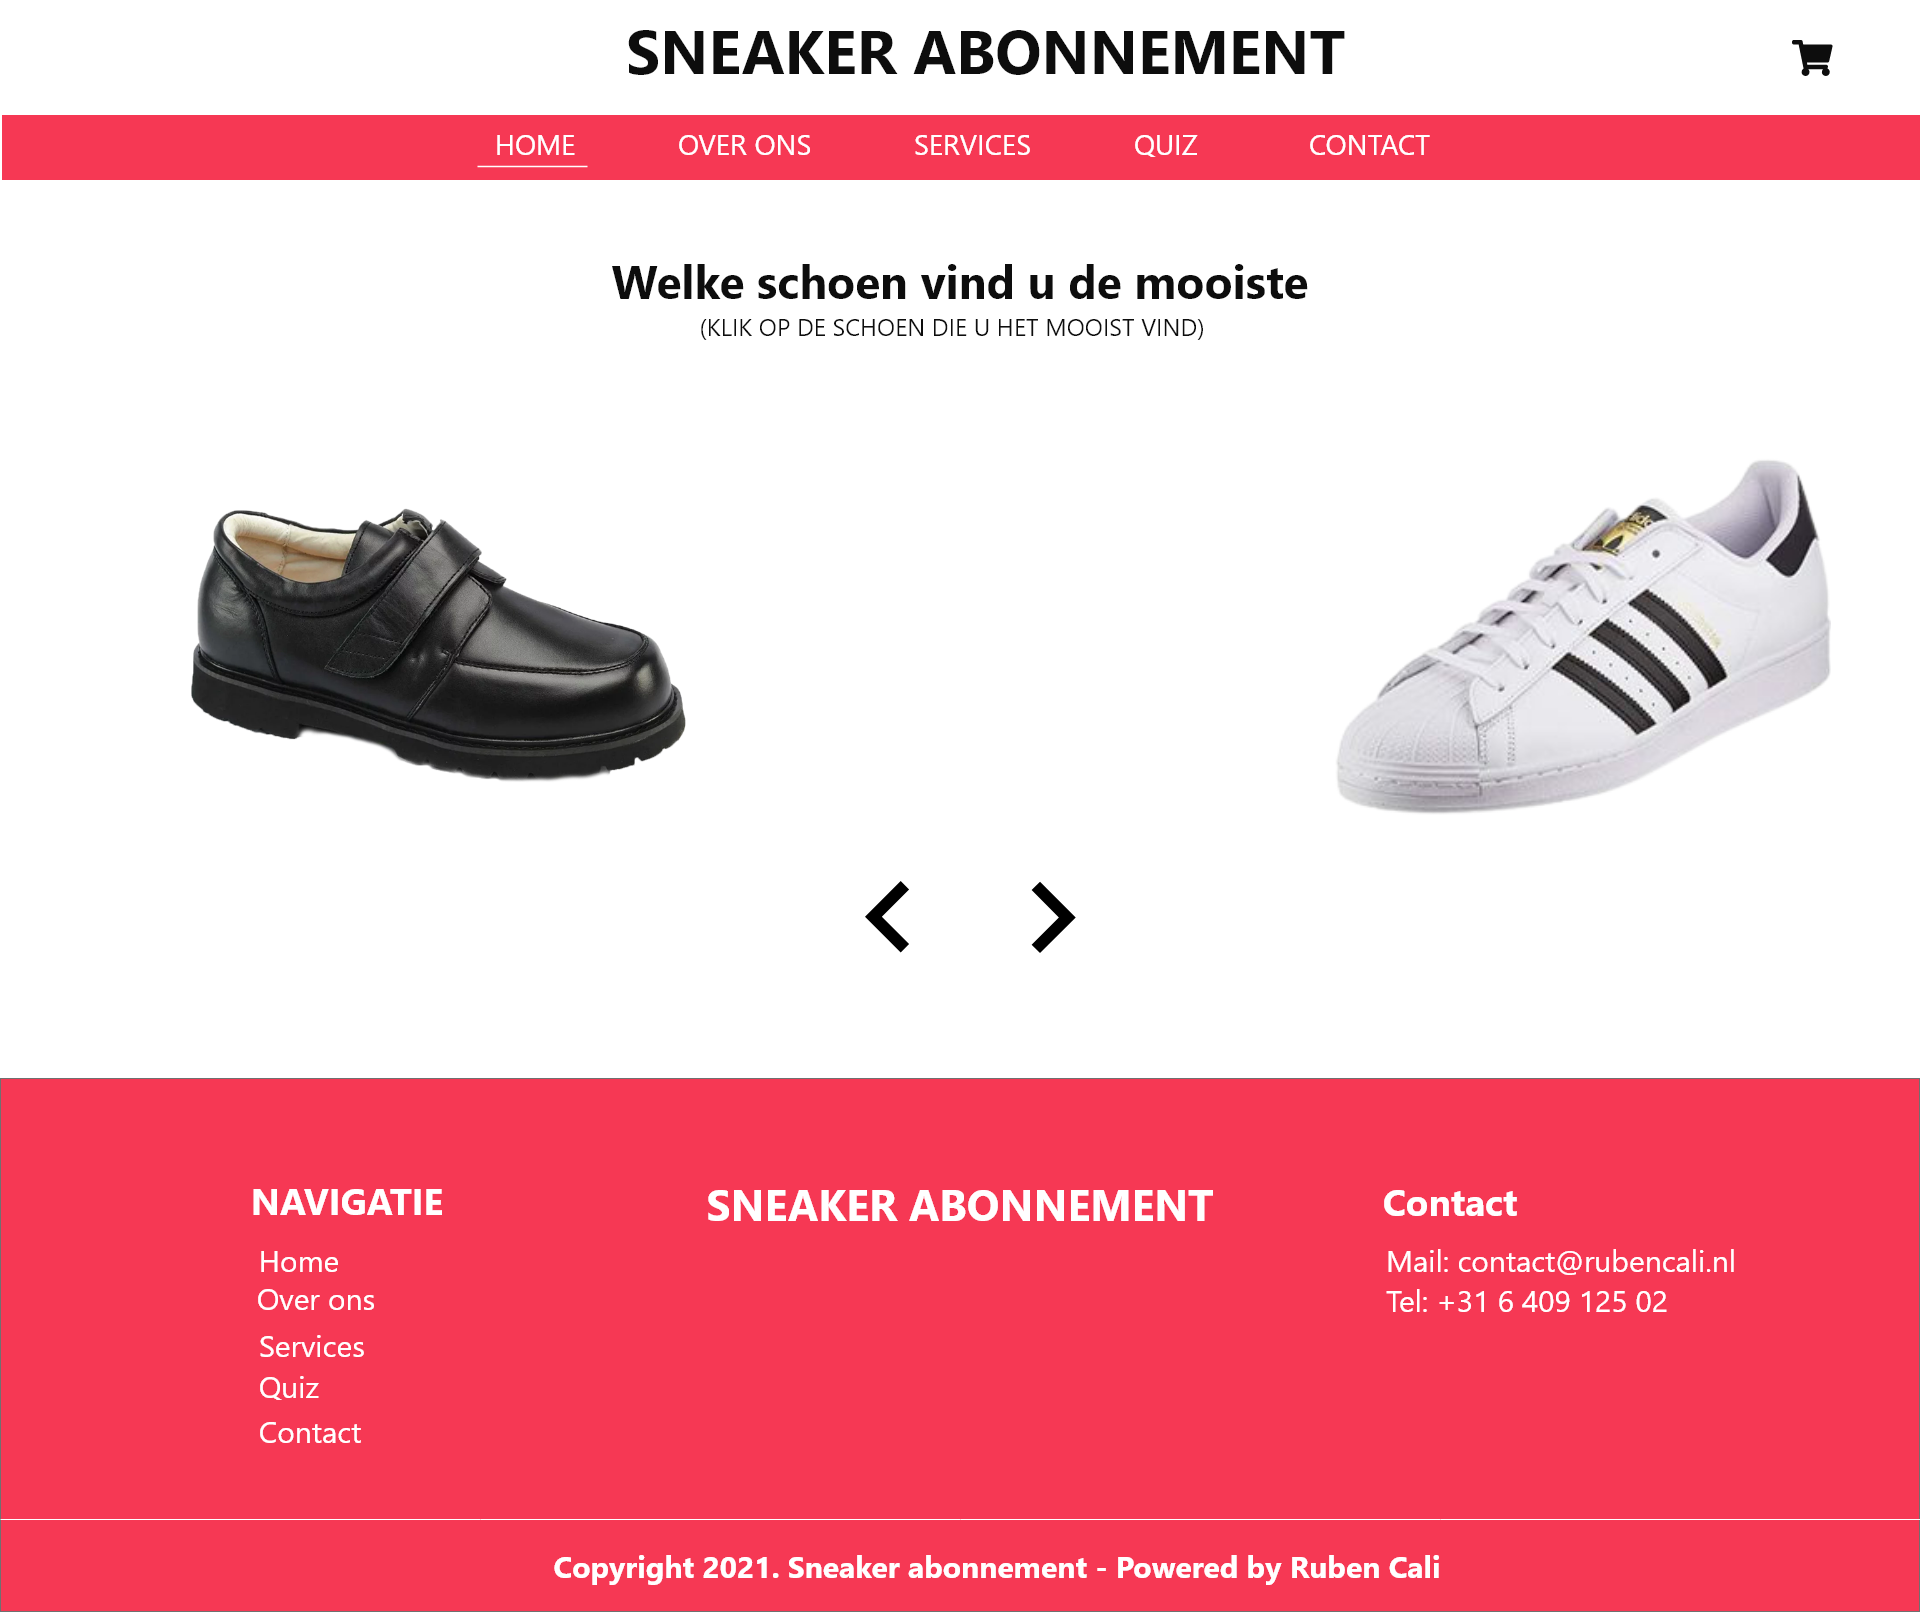 SNEAKER ABONNEMENT
HOME OVER ONS SERVICES QUIZ CONTACT
Welke schoen vind u de mooiste
(KLIK OP DE SCHOEN DIE U HET MOOIST VIND)
NAVIGATIE
Home
Over ons
Services
Quiz
Contact
SNEAKER ABONNEMENT
Contact
Mail: contact@rubencali.nl
Tel: +31 6 409 125 02
Copyright 2021. Sneaker abonnement - Powered by Ruben Cali